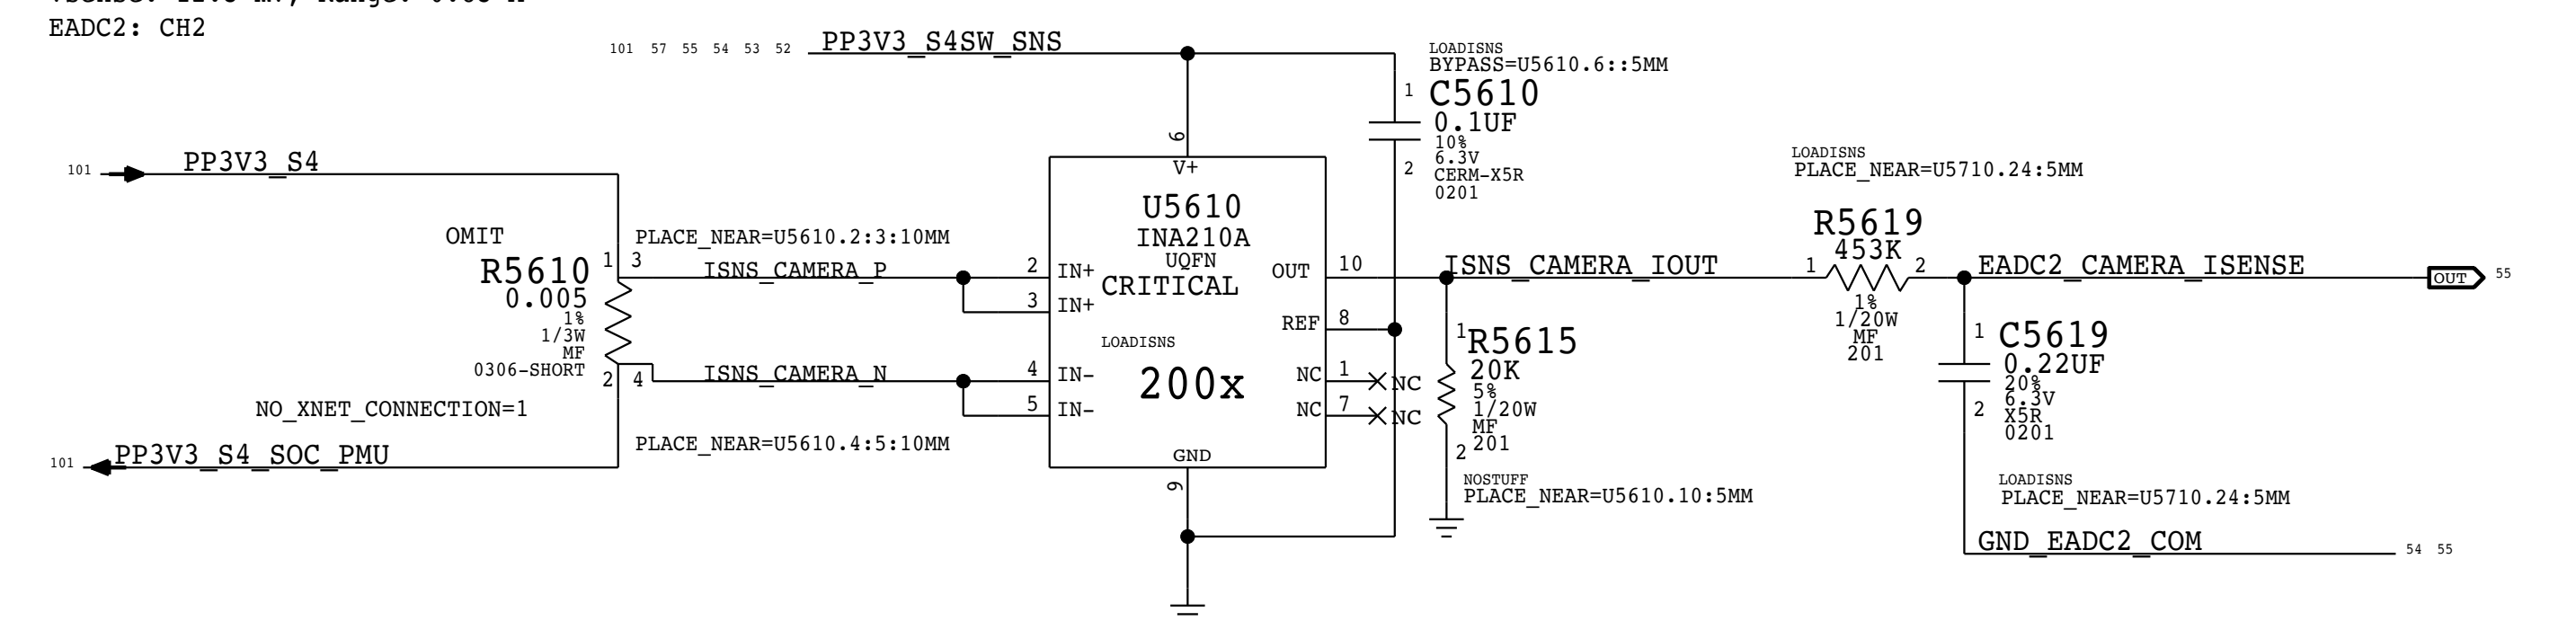 EADC2: CH2
101 57 55 54 53 52 PP3V3_S4SW_SNS
LOADISNS
BYPASS=U5610.6::5MM
1 C5610
0.1UF
10%
6.3V
2 CERM-X5R
0201
6
V+
101 PP3V3_S4
OMIT
R5610
0.005
1%
1/3W
MF
0306-SHORT
1 3
2 4
NO_XNET_CONNECTION=1
101 PP3V3_S4_SOC_PMU
PLACE_NEAR=U5610.2:3:10MM
ISNS_CAMERA_P
ISNS_CAMERA_N
PLACE_NEAR=U5610.4:5:10MM
2 IN+
3 IN+
4 IN-
5 IN-
U5610
INA210A
UQFN
CRITICAL
LOADISNS
200x
OUT 10
REF 8
NC 1 NC
NC 7 NC
GND
9
ISNS_CAMERA_IOUT
1 R5615
20K
5%
1/20W
MF
2 201
NOSTUFF
PLACE_NEAR=U5610.10:5MM
LOADISNS
PLACE_NEAR=U5710.24:5MM
R5619
453K
1 2
1%
1/20W
MF
201
EADC2_CAMERA_ISENSE
OUT 55
1 C5619
0.22UF
20%
6.3V
2 X5R
0201
LOADISNS
PLACE_NEAR=U5710.24:5MM
GND_EADC2_COM 54 55